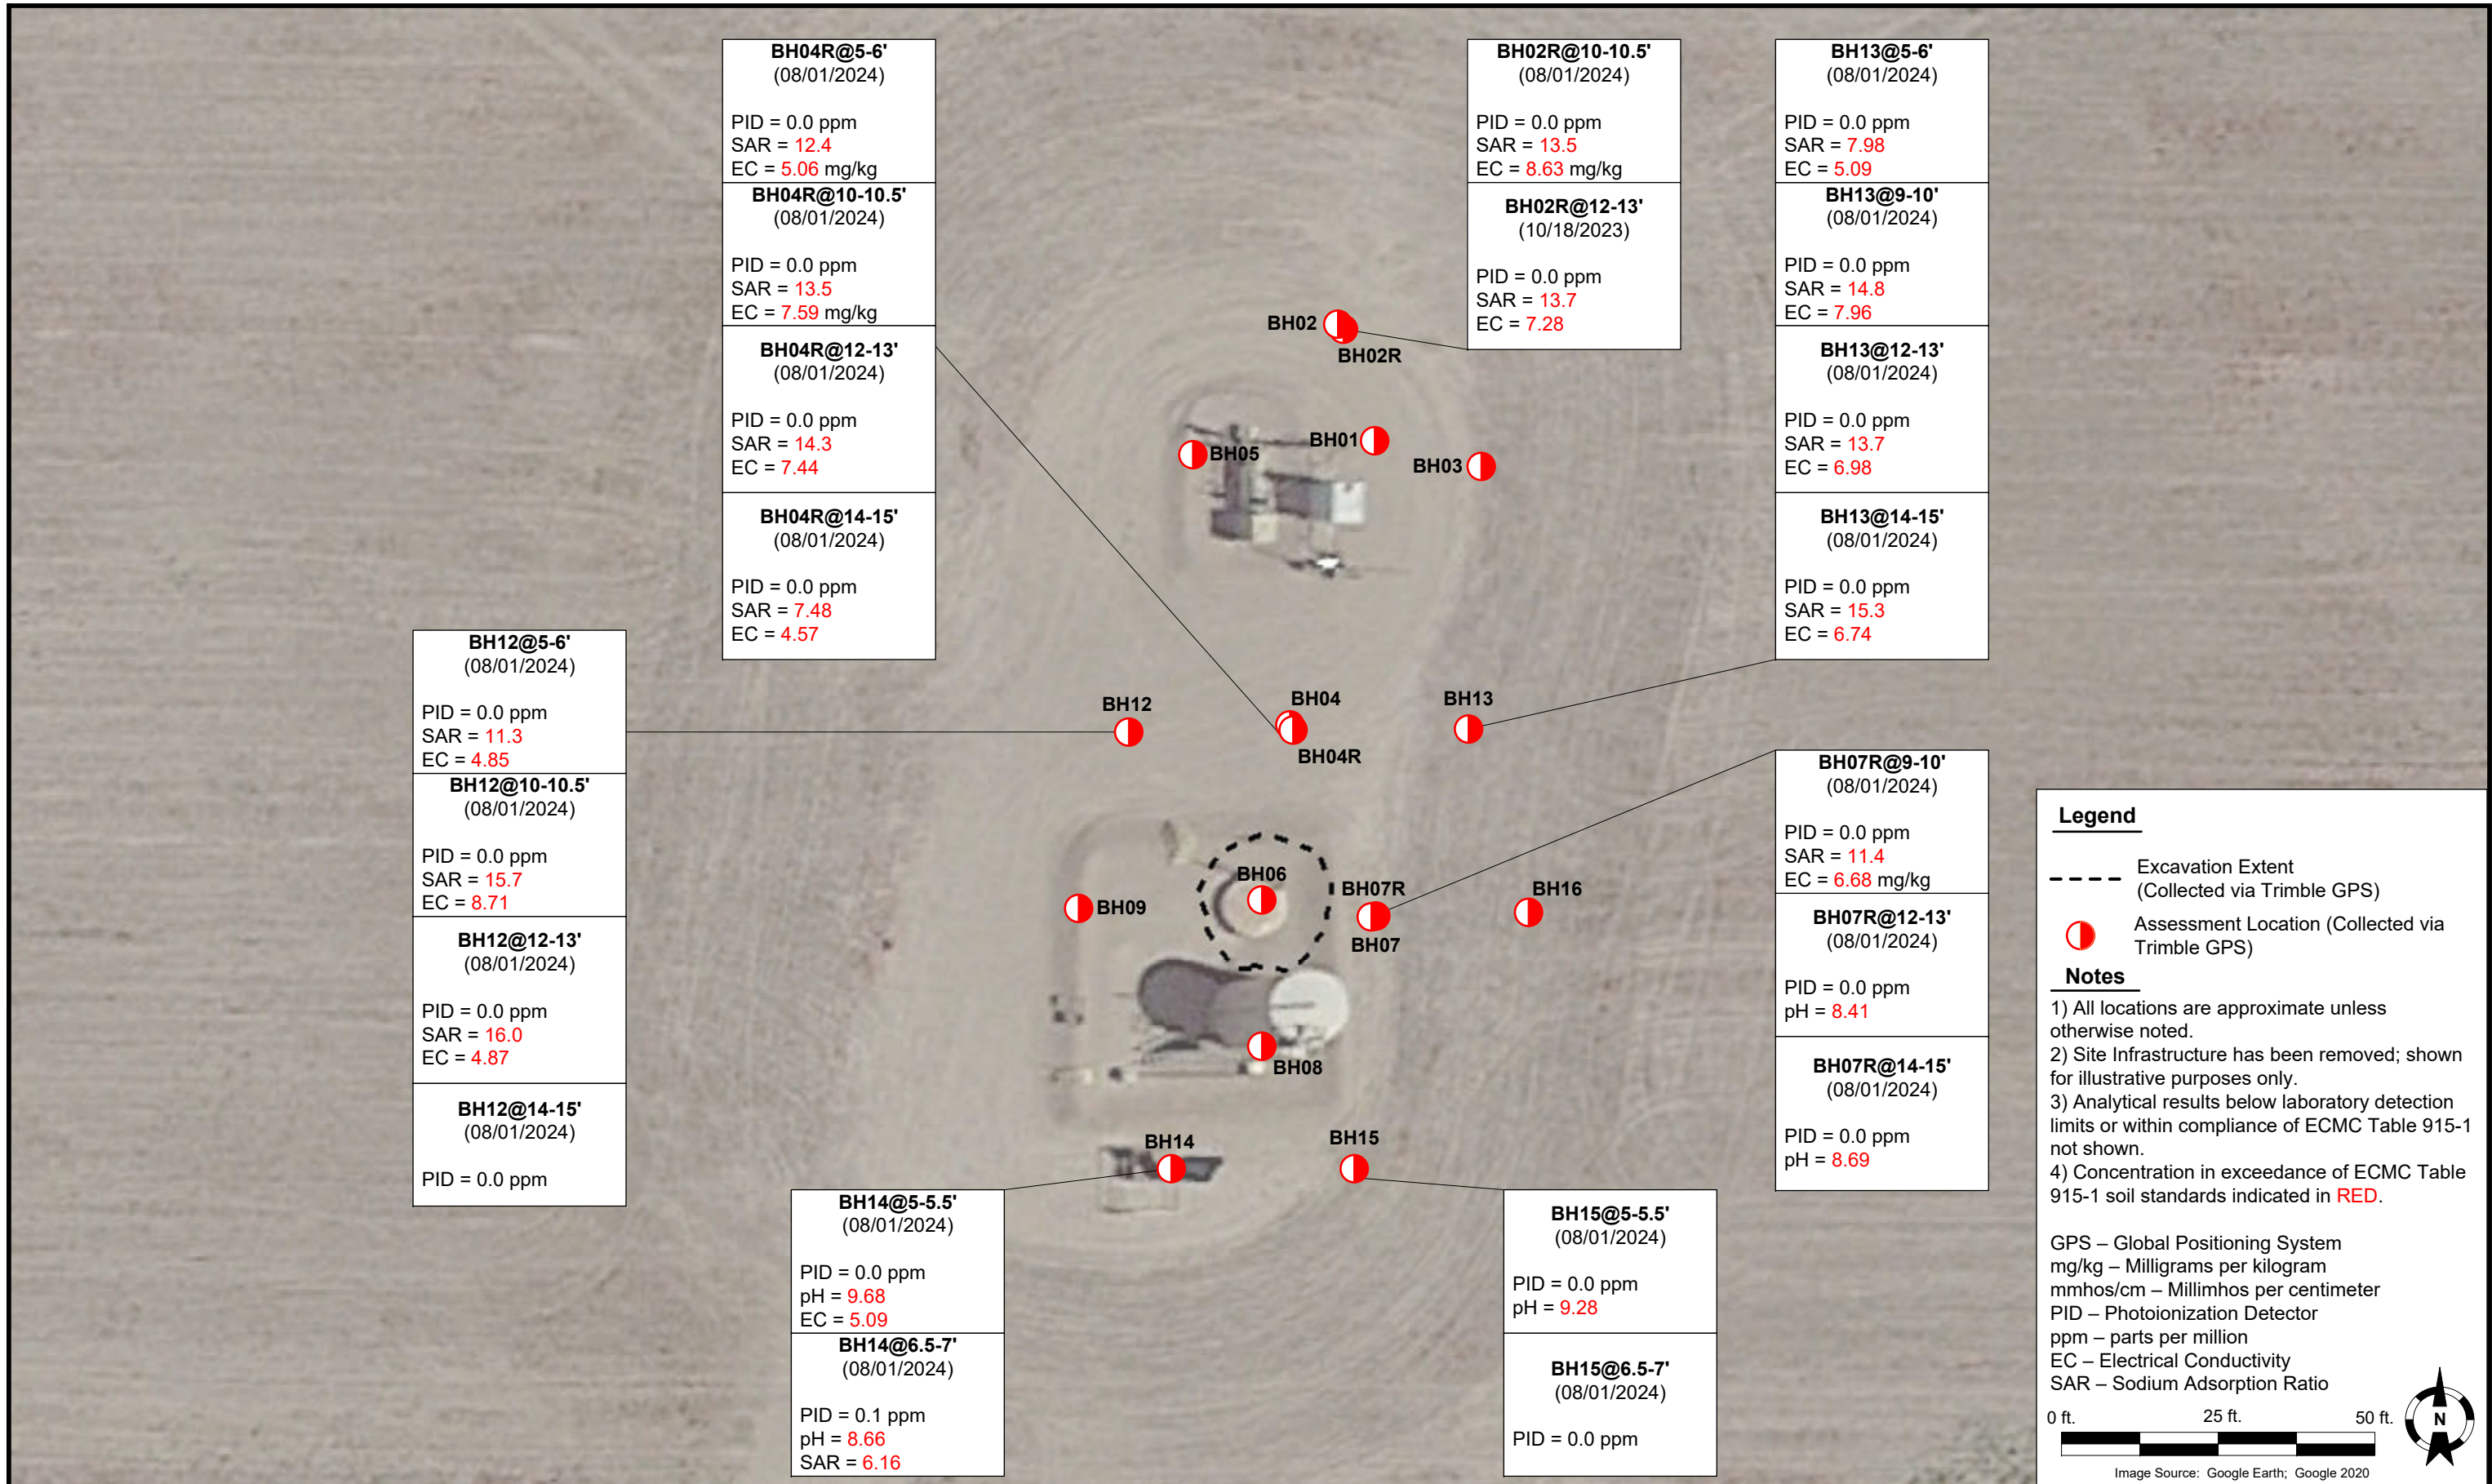 BH04R@5-6'
(08/01/2024)
PID = 0.0 ppm
SAR = 12.4
EC = 5.06 mg/kg
BH04R@10-10.5'
(08/01/2024)
PID = 0.0 ppm
SAR = 13.5
EC = 7.59 mg/kg
BH04R@12-13'
(08/01/2024)
PID = 0.0 ppm
SAR = 14.3
EC = 7.44
BH04R@14-15'
(08/01/2024)
PID = 0.0 ppm
SAR = 7.48
EC = 4.57
BH02R@10-10.5'
(08/01/2024)
PID = 0.0 ppm
SAR = 13.5
EC = 8.63 mg/kg
BH02R@12-13'
(10/18/2023)
PID = 0.0 ppm
SAR = 13.7
EC = 7.28
BH13@5-6'
(08/01/2024)
PID = 0.0 ppm
SAR = 7.98
EC = 5.09
BH13@9-10'
(08/01/2024)
PID = 0.0 ppm
SAR = 14.8
EC = 7.96
BH13@12-13'
(08/01/2024)
PID = 0.0 ppm
SAR = 13.7
EC = 6.98
BH13@14-15'
(08/01/2024)
PID = 0.0 ppm
SAR = 15.3
EC = 6.74
BH02
BH02R
BH01
BH05
BH03
BH12@5-6'
(08/01/2024)
PID = 0.0 ppm
SAR = 11.3
EC = 4.85
BH12@10-10.5'
(08/01/2024)
PID = 0.0 ppm
SAR = 15.7
EC = 8.71
BH12@12-13'
(08/01/2024)
PID = 0.0 ppm
SAR = 16.0
EC = 4.87
BH12@14-15'
(08/01/2024)
PID = 0.0 ppm
BH12
BH04
BH13
BH04R
BH06
BH07R
BH16
BH09
BH07
BH08
BH14
BH15
BH07R@9-10'
(08/01/2024)
PID = 0.0 ppm
SAR = 11.4
EC = 6.68 mg/kg
BH07R@12-13'
(08/01/2024)
PID = 0.0 ppm
pH = 8.41
BH07R@14-15'
(08/01/2024)
PID = 0.0 ppm
pH = 8.69
BH14@5-5.5'
(08/01/2024)
PID = 0.0 ppm
pH = 9.68
EC = 5.09
BH14@6.5-7'
(08/01/2024)
PID = 0.1 ppm
pH = 8.66
SAR = 6.16
BH15@5-5.5'
(08/01/2024)
PID = 0.0 ppm
pH = 9.28
BH15@6.5-7'
(08/01/2024)
PID = 0.0 ppm
Legend
Excavation Extent
(Collected via Trimble GPS)
Assessment Location (Collected via
Trimble GPS)
Notes
1) All locations are approximate unless
otherwise noted.
2) Site Infrastructure has been removed; shown
for illustrative purposes only.
3) Analytical results below laboratory detection
limits or within compliance of ECMC Table 915-1
not shown.
4) Concentration in exceedance of ECMC Table
915-1 soil standards indicated in RED.
GPS – Global Positioning System
mg/kg – Milligrams per kilogram
mmhos/cm – Millimhos per centimeter
PID – Photoionization Detector
ppm – parts per million
EC – Electrical Conductivity
SAR – Sodium Adsorption Ratio
0 ft. 25 ft. 50 ft.
N
Image Source: Google Earth; Google 2020